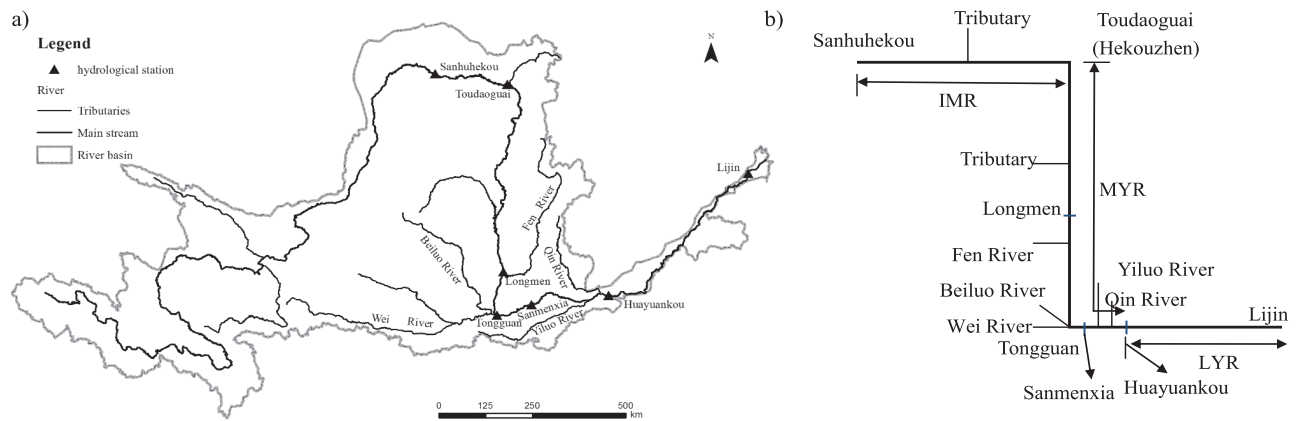 a)
Legend
hydrological station
River
Tributaries
Main stream
River basin
N
Sanhuhekou
Toudaoguai
Lijin
Fen River
Beiluo River
Qin River
Longmen
Huayuankou
Sanmenxia
Tongguan
Yiluo River
Wei River
0 125 250 500
km
b)
Tributary
Toudaoguai
(Hekouzhen)
Sanhuhekou
IMR
Tributary
MYR
Longmen
Fen River
Yiluo River
Beiluo River
Qin River
Wei River
Lijin
Tongguan
LYR
Sanmenxia
Huayuankou